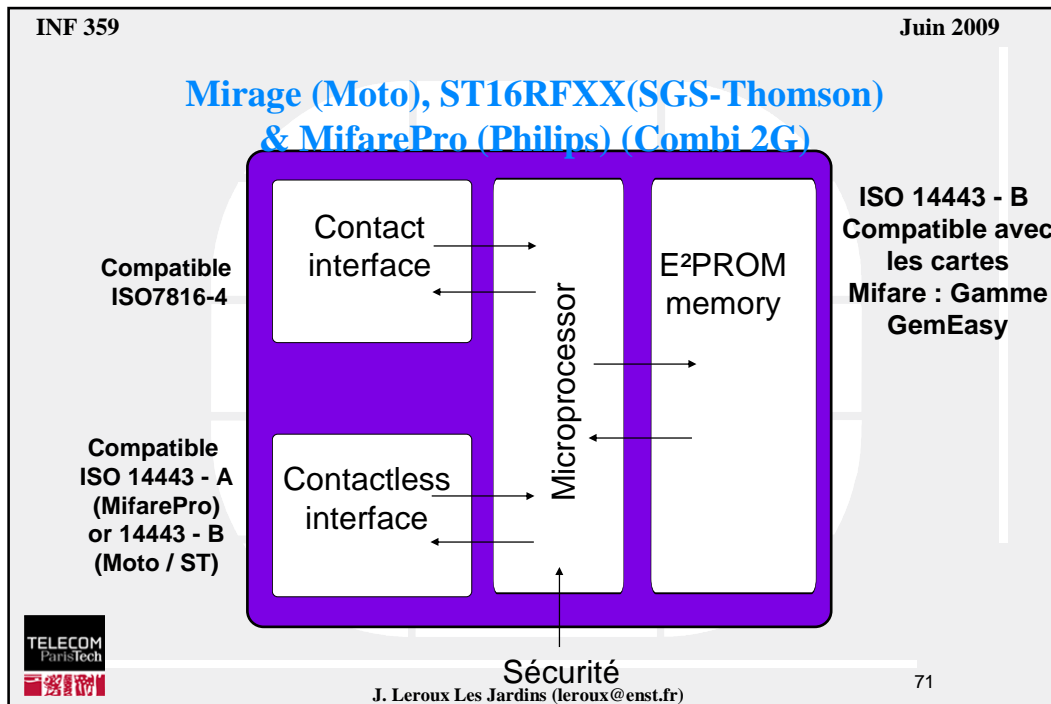 INF 359
Juin 2009
Mirage (Moto), ST16RFXX(SGS-Thomson)
& MifarePro (Philips) (Combi 2G)
Contact
interface
Compatible
ISO7816-4
Microprocessor
E²PROM
memory
ISO 14443 - B
Compatible avec
les cartes
Mifare : Gamme
GemEasy
Compatible
ISO 14443 - A
(MifarePro)
or 14443 - B
(Moto / ST)
Contactless
interface
TELECOM
ParisTech
Sécurité
J. Leroux Les Jardins (leroux@enst.fr)
71